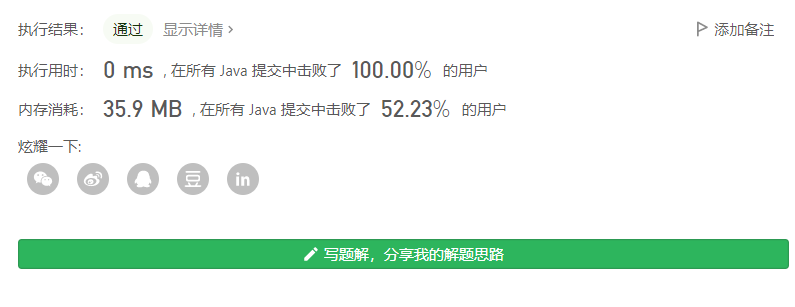 执行结果： 通过 显示详情 › 添加备注
执行用时： 0 ms , 在所有 Java 提交中击败了 100.00% 的用户
内存消耗： 35.9 MB , 在所有 Java 提交中击败了 52.23% 的用户
炫耀一下:
豆 in
写题解，分享我的解题思路